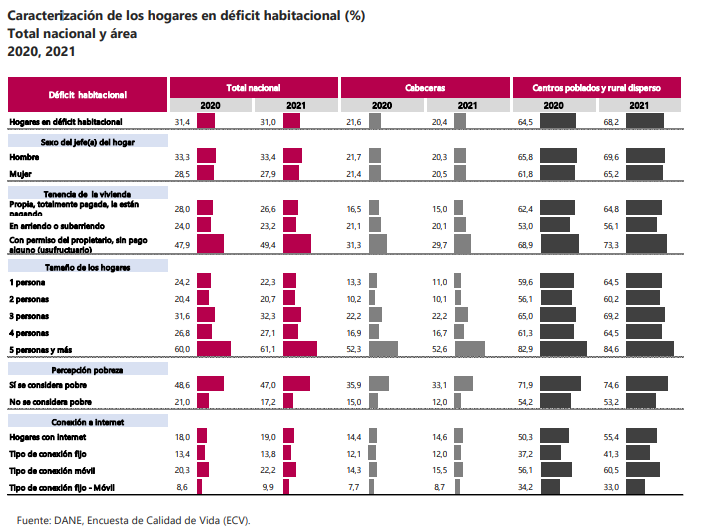 Caracterización de los hogares en déficit habitacional (%)
Total nacional y área
2020, 2021
Déficit habitacional Total nacional Cabeceras Centros poblados y rural disperso
2020 2021 2020 2021 2020 2021
Hogares en déficit habitacional 31,4 31,0 21,6 20,4 64,5 68,2
Sexo del jefe(a) del hogar
Hombre 33,3 33,4 21,7 20,3 65,8 69,6
Mujer 28,5 27,9 21,4 20,5 61,8 65,2
Tenencia de la vivienda
Propia, totalmente pagada, la están
pagando 28,0 26,6 16,5 15,0 62,4 64,8
En arriendo o subarriendo 24,0 23,2 21,1 20,1 53,0 56,1
Con permiso del propietario, sin pago
alguno (usufructuario) 47,9 49,4 31,3 29,7 68,9 73,3
Tamaño de los hogares
1 persona 24,2 22,3 13,3 11,0 59,6 64,5
2 personas 20,4 20,7 10,2 10,1 56,1 60,2
3 personas 31,6 32,3 22,2 22,2 65,0 69,2
4 personas 26,8 27,1 16,9 16,7 61,3 64,5
5 personas y más 60,0 61,1 52,3 52,6 82,9 84,6
Percepción pobreza
Sí se considera pobre 48,6 47,0 35,9 33,1 71,9 74,6
No se considera pobre 21,0 17,2 15,0 12,0 54,2 53,2
Conexión a internet
Hogares con internet 18,0 19,0 14,4 14,6 50,3 55,4
Tipo de conexión fijo 13,4 13,8 12,1 12,0 37,2 41,3
Tipo de conexión móvil 20,3 22,2 14,3 15,5 56,1 60,5
Tipo de conexión fijo - Móvil 8,6 9,9 7,7 8,7 34,2 33,0
Fuente: DANE, Encuesta de Calidad de Vida (ECV).